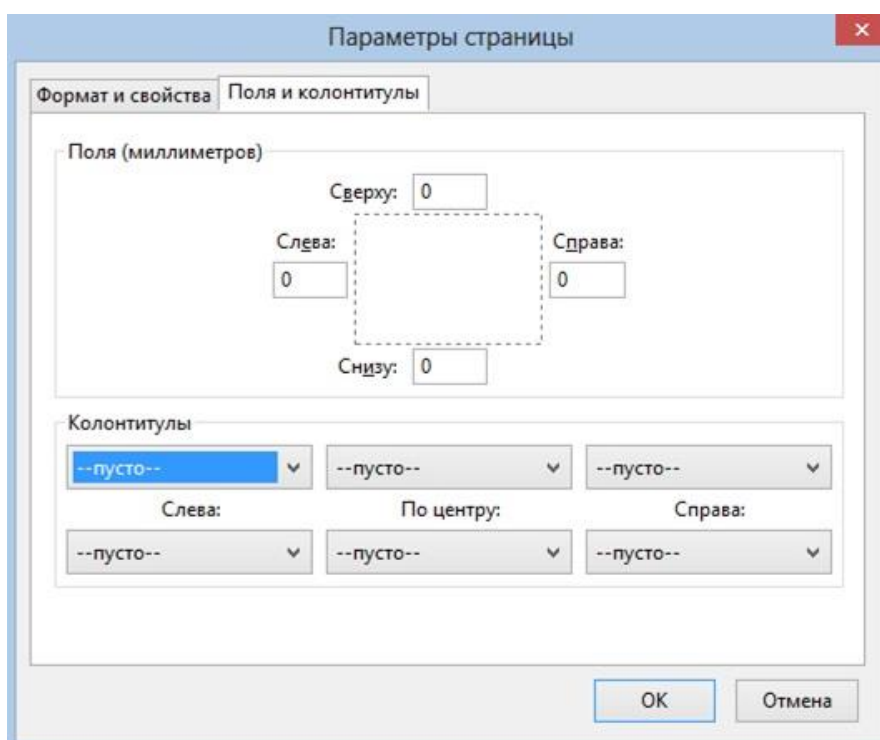 Параметры страницы
Формат и свойства Поля и колонтитулы
Поля (миллиметров)
Сверху: 0
Слева: Справа:
0 0
Снизу: 0
Колонтитулы
--пусто-- --пусто-- --пусто--
Слева: По центру: Справа:
--пусто-- --пусто-- --пусто--
ОК Отмена